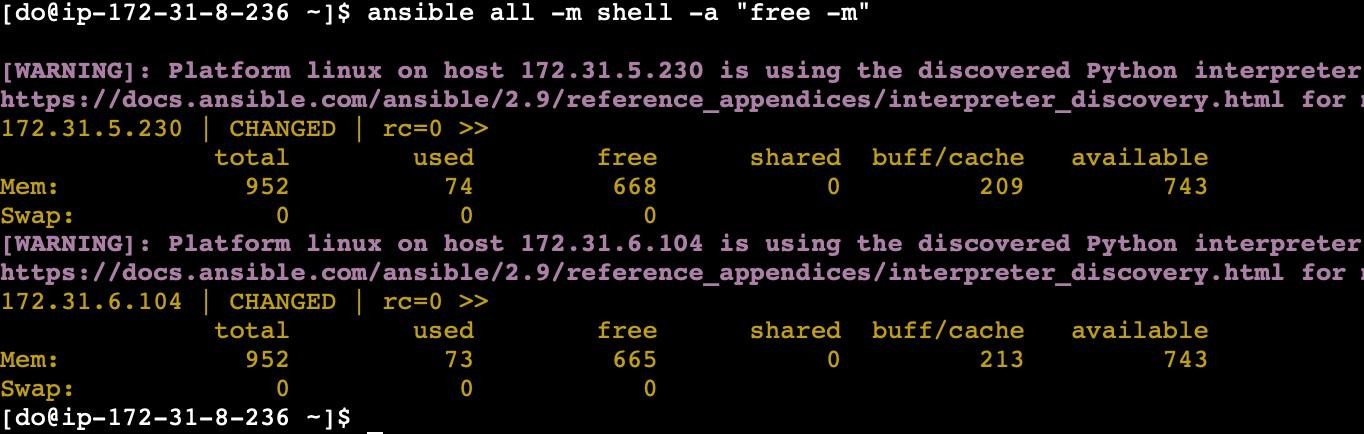 [do@ip-172-31-8-236 ~]$ ansible all -m shell -a "free -m"
[WARNING]: Platform linux on host 172.31.5.230 is using the discovered Python interpreter
https://docs.ansible.com/ansible/2.9/reference_appendices/interpreter_discovery.html for
172.31.5.230 | CHANGED | rc=0 >>
              total        used        free      shared  buff/cache   available
Mem:            952          74         668           0         209         743
Swap:             0           0           0
[WARNING]: Platform linux on host 172.31.6.104 is using the discovered Python interpreter
https://docs.ansible.com/ansible/2.9/reference_appendices/interpreter_discovery.html for
172.31.6.104 | CHANGED | rc=0 >>
              total        used        free      shared  buff/cache   available
Mem:            952          73         665           0         213         743
Swap:             0           0           0
[do@ip-172-31-8-236 ~]$